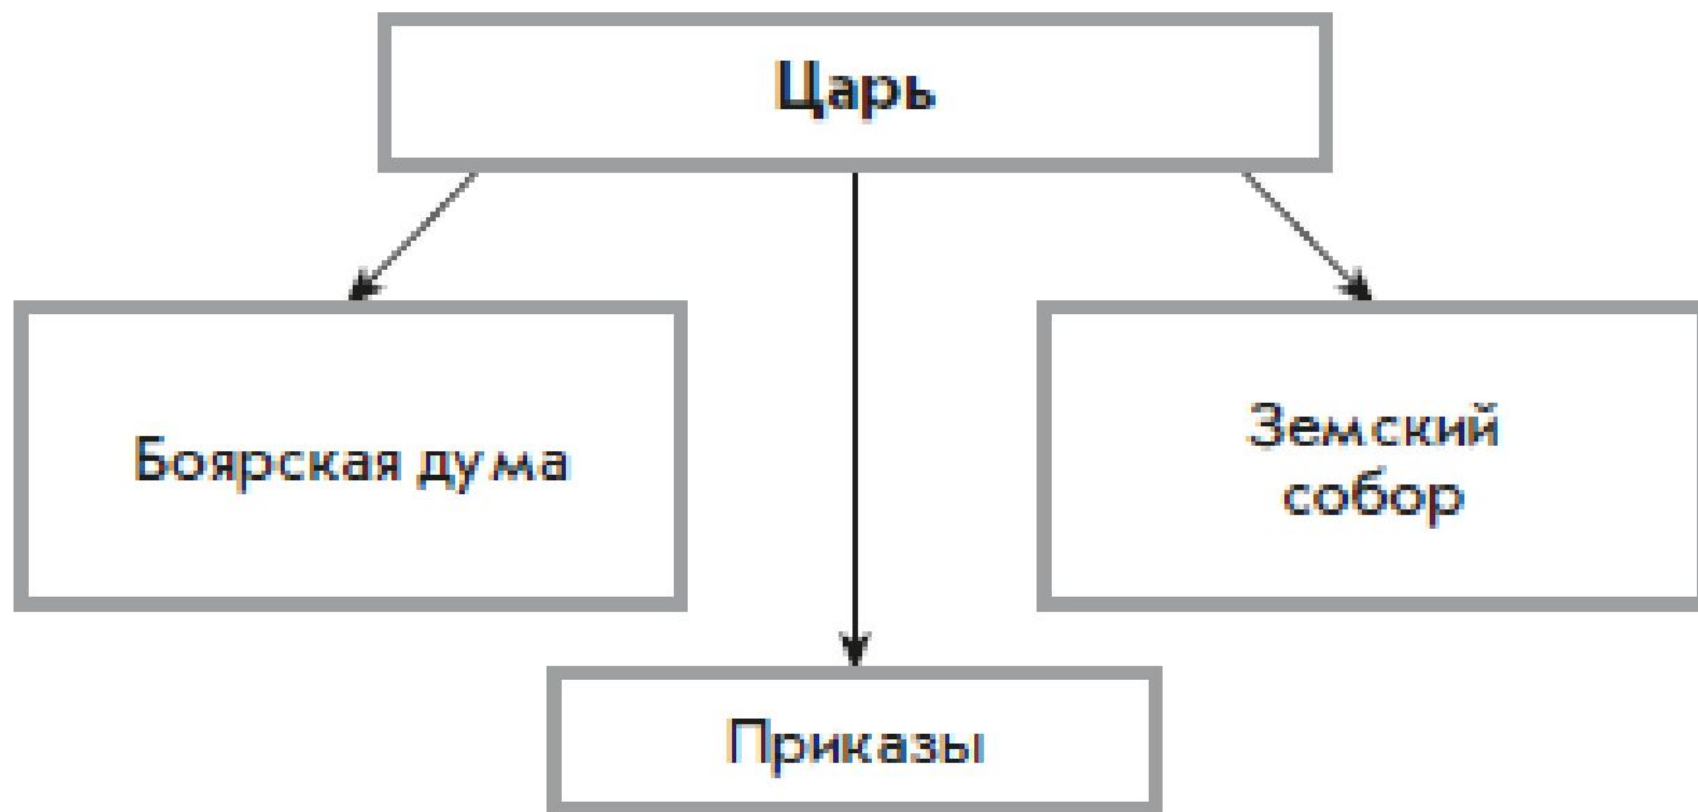 Царь
Боярская дума
Земский
собор
Приказы